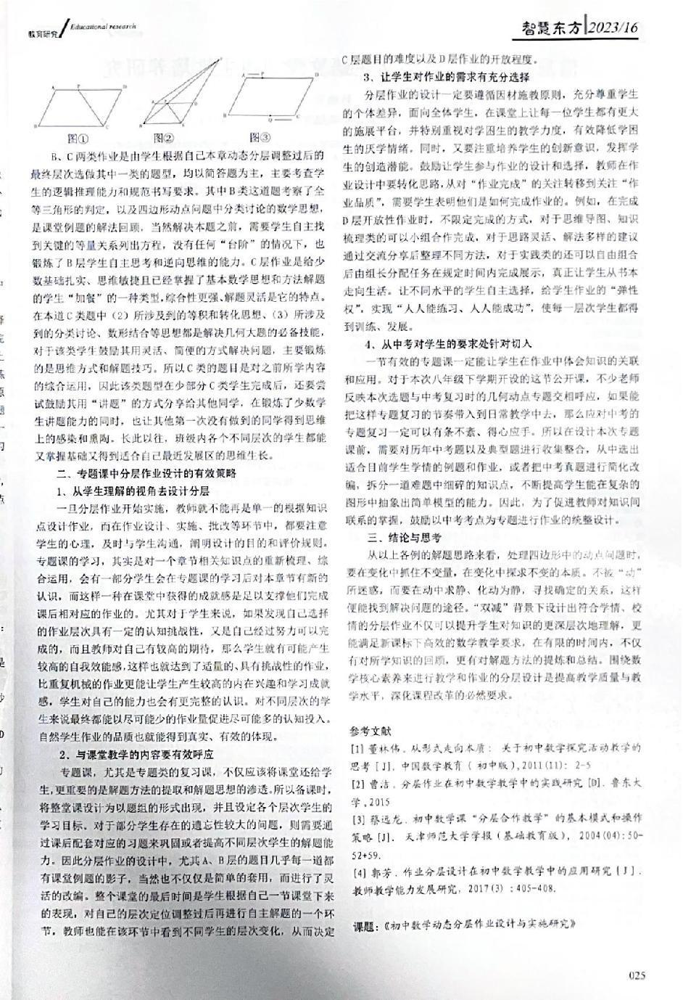 教育研究 / Educational research
智慧东方 2023/16
图① 图② 图③
B、C两类作业是由学生根据自己本章动态分层调整过后的
最终层次选做其中一类的题型，均以简答题为主，主要考查学
生的逻辑推理能力和规范书写要求。其中B类这道题考察了全
等三角形的判定，以及四边形动点问题中分类讨论的数学思想，
是课堂例题的解法回顾，当然解决本题之前，需要学生自主找
到关键的等量关系列出方程，没有任何“台阶”的情况下，也
锻炼了B层学生自主思考和逆向思维的能力。C层作业是给少
数基础扎实、思维敏捷且已经掌握了基本数学思想和方法解题
的学生“加餐”的一种类型，综合性更强、解题灵活是它的特点。
在本道C类题中（2）所涉及到的等积和转化思想、（3）所涉及
到的分类讨论、数形结合等思想都是解决几何大题的必备技能，
对于该类学生鼓励其用灵活、简便的方式解决问题，主要锻炼
的是思维方式和解题技巧。所以C类的题目是对之前所学内容
的综合运用，因此该类题型在少部分C类学生完成后，还要尝
试鼓励其用“讲题”的方式分享给其他同学，在锻炼了少数学
生讲题能力的同时，也让其他第一次没有做到的同学得到思维
上的感染和熏陶。长此以往，班级内各个不同层次的学生都能
又掌握基础又得到适合自己最近发展区的思维生长。
二、专题课中分层作业设计的有效策略
1、从学生理解的视角去设计分层
一旦分层作业开始实施，教师就不能再是单一的根据知识
点设计作业，而在作业设计、实施、批改等环节中，都要注意
学生的心理，及时与学生沟通，阐明设计的目的和评价规则。
专题课的学习，其实是对一个章节相关知识点的重新梳理、综
合运用，会有一部分学生会在专题课的学习后对本章节有新的
认识，而这样一种在课堂中获得的成就感是足以支撑他们完成
课后相对应的作业的。尤其对于学生来说，如果发现自己选择
的作业层次具有一定的认知挑战性，又是自己经过努力可以完
成的，而且教师对自己有较高的期待，那么学生就有可能产生
较高的自我效能感，这样也就达到了适量的、具有挑战性的作业，
比重复机械的作业更能让学生产生较高的内在兴趣和学习成就
感，学生对自己的能力也会有更完整的认识。对不同层次的学
生来说最终都能以尽可能少的作业量促进尽可能多的认知投入。
自然学生作业的品质也就能得到真实、有效的体现。
2、与课堂教学的内容要有效呼应
专题课，尤其是专题类的复习课，不仅应该将课堂还给学
生，更重要的是解题方法的提取和解题思想的渗透。所以备课时，
将整堂课设计为以题组的形式出现，并且设定各个层次学生的
学习目标。对于部分学生存在的遗忘性较大的问题，则需要通
过课后配套对应的习题来巩固或者提高不同层次学生的解题能
力。因此分层作业的设计中，尤其A、B层的题目几乎每一道都
有课堂例题的影子，当然也不仅仅是简单的套用，而进行了灵
活的改编。整个课堂的最后时间是学生根据自己一节课堂下来
的表现，对自己的层次定位调整过后再进行自主解题的一个环
节，教师也能在该环节中看到不同学生的层次变化，从而决定
C层题目的难度以及D层作业的开放程度。
3、让学生对作业的需求有充分选择
分层作业的设计一定要遵循因材施教原则，充分尊重学生
的个体差异，面向全体学生，在课堂上让每一位学生都有更大
的施展平台，并特别重视对学困生的教学力度，有效降低学困
生的厌学情绪。同时，又要注重培养学生的创新意识，发挥学
生的创造潜能。鼓励让学生参与作业的设计和选择，教师在作
业设计中要转化思路，从对“作业完成”的关注转移到关注“作
业品质”，需要学生表明他们是如何完成作业的。例如，在完成
D层开放性作业时，不限定完成的方式，对于思维导图、知识
梳理类的可以小组合作完成，对于思路灵活、解法多样的建议
通过交流分享后整理不同方法，对于实践类的还可以自由组合
后由组长分配任务在规定时间内完成展示，真正让学生从书本
走向生活。让不同水平的学生自主选择，给学生作业的“弹性
权”，实现“人人能练习、人人能成功”，使每一层次学生都得
到训练、发展。
4、从中考对学生的要求处针对切入
一节有效的专题课一定能让学生在作业中体会知识的关联
和应用。对于本次八年级下学期开设的这节公开课，不少老师
反映本次选题与中考复习时的几何动点专题交相呼应，如果能
把这样专题复习的节奏带入到日常教学中去，那么应对中考的
专题复习一定可以有条不紊、得心应手。所以在设计本次专题
课前，需要对历年中考题以及典型题进行收集整合，从中选出
适合目前学生学情的例题和作业，或者把中考真题进行简化改
编，拆分一道难题中细碎的知识点，不断提高学生能在复杂的
图形中抽象出简单模型的能力。因此，为了促进教师对知识间
联系的掌握，鼓励以中考考点为专题进行作业的统整设计。
三、结论与思考
从以上各例的解题思路来看，处理四边形中的动点问题时，
要在变化中抓住不变量，在变化中探求不变的本质。不被“动”
所迷惑，而要在动中求静、化动为静，寻找确定的关系，这样
便能找到解决问题的途径。“双减”背景下设计出符合学情、校
情的分层作业不仅可以提升学生对知识的更深层次地理解，更
能满足新课标下高效的数学教学要求，在有限的时间内，不仅
有对所学知识的回顾，更有对解题方法的提炼和总结。围绕数
学核心素养来进行教学和作业的分层设计是提高教学质量与教
学水平，深化课程改革的必然要求。
参考文献
[1] 董林伟．从形式走向本质：关于初中数学探究活动教学的
思考[J]．中国数学教育（初中版），2011(11)：2-5
[2] 曹洁．分层作业在初中数学教学中的实践研究[D]．鲁东大
学，2015
[3] 蔡远龙．初中数学课“分层合作教学”的基本模式和操作
策略[J]．天津师范大学学报（基础教育版），2004(04):50-
52+59.
[4] 郭芳．作业分层设计在初中数学教学中的应用研究[J]．
教师教学能力发展研究，2017(3)：405-408.
课题：《初中数学动态分层作业设计与实施研究》
025